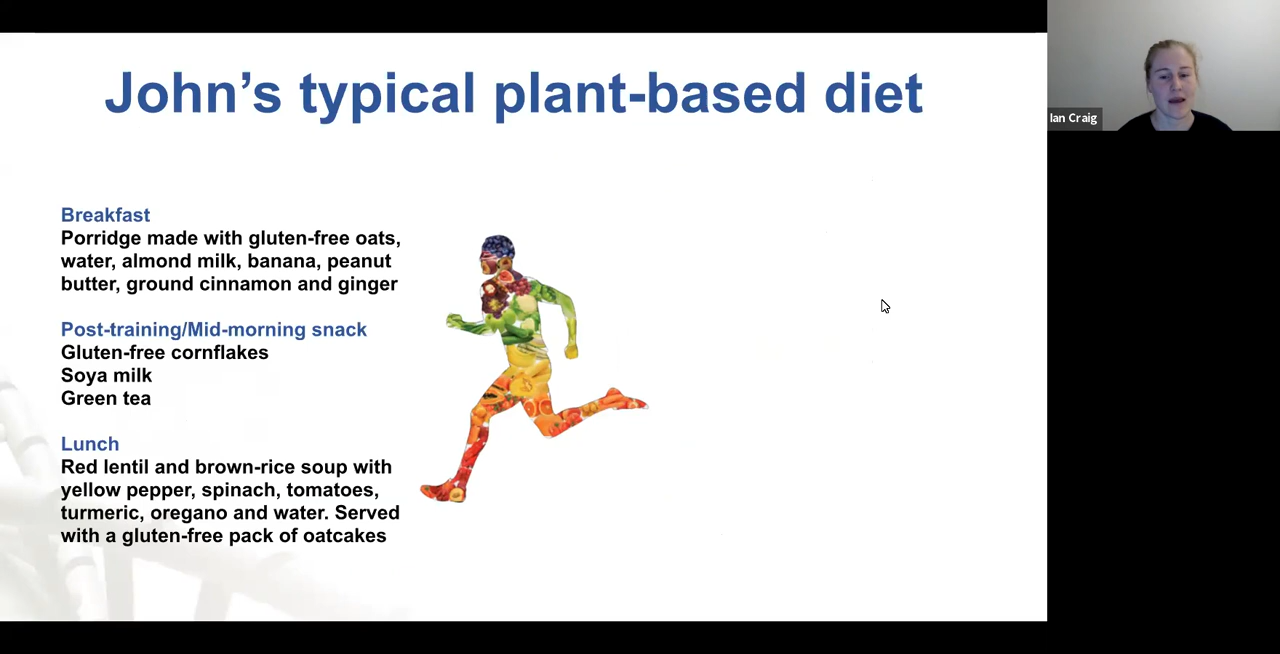 John's typical plant-based diet
Ian Craig
Breakfast
Porridge made with gluten-free oats,
water, almond milk, banana, peanut
butter, ground cinnamon and ginger
Post-training/Mid-morning snack
Gluten-free cornflakes
Soya milk
Green tea
Lunch
Red lentil and brown-rice soup with
yellow pepper, spinach, tomatoes,
turmeric, oregano and water. Served
with a gluten-free pack of oatcakes